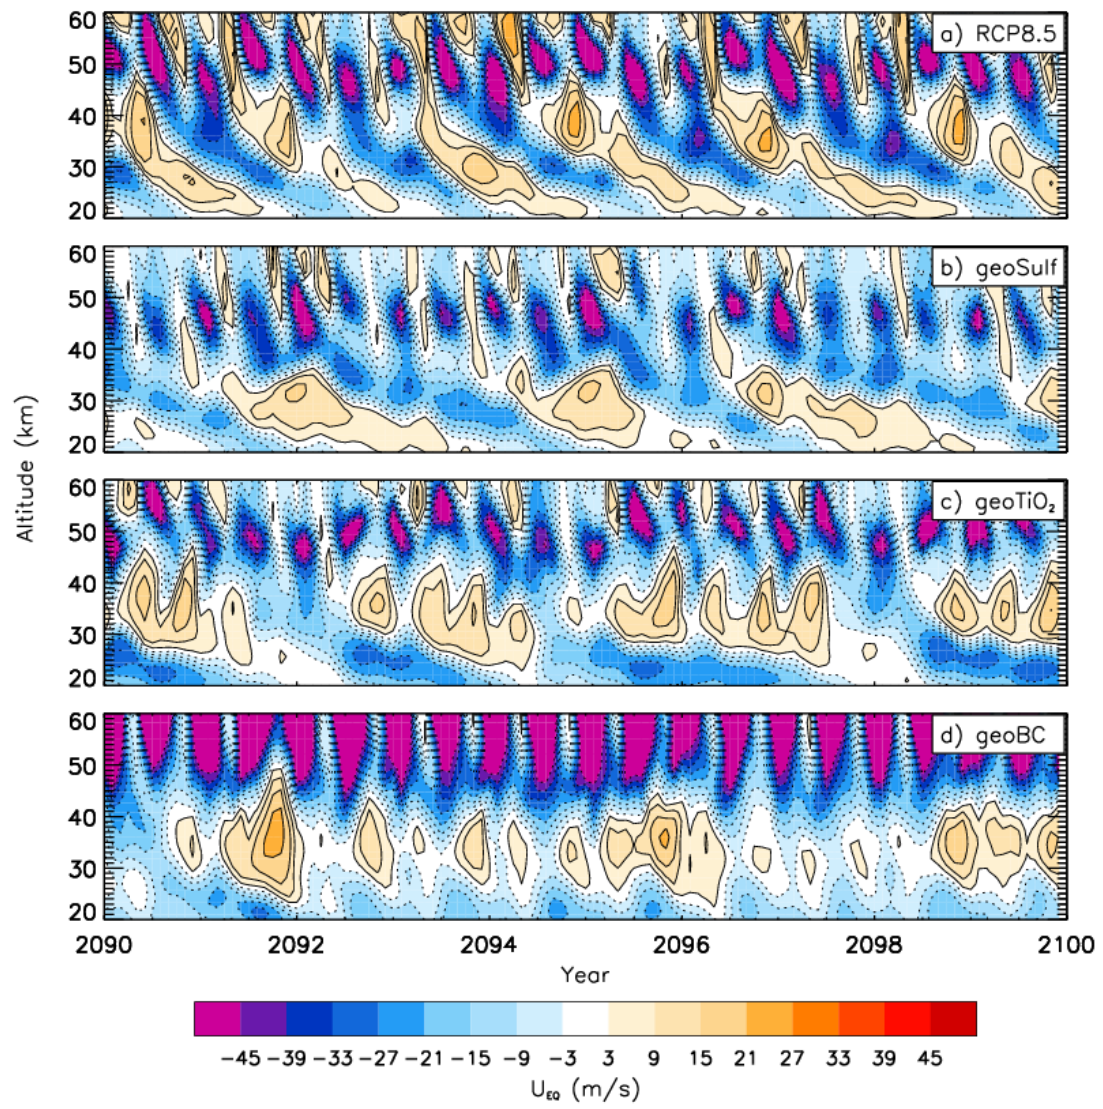 a) RCP8.5
60
50
40
30
20
b) geoSulf
60
50
40
30
20
c) geoTiO₂
60
50
40
30
20
d) geoBC
60
50
40
30
20
Altitude (km)
2090 2092 2094 2096 2098 2100
Year
−45 −39 −33 −27 −21 −15 −9 −3 3 9 15 21 27 33 39 45
U_EQ (m/s)